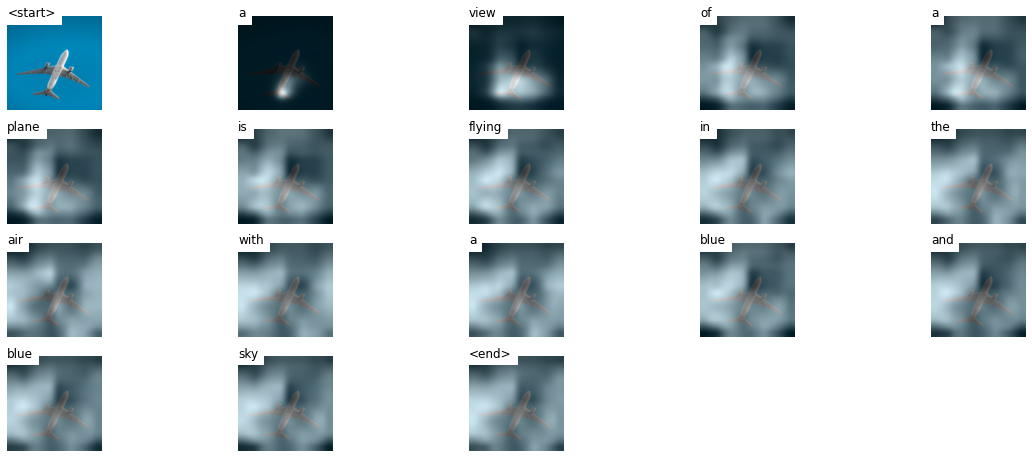 <start> a view of a
plane is flying in the
air with a blue and
blue sky <end>